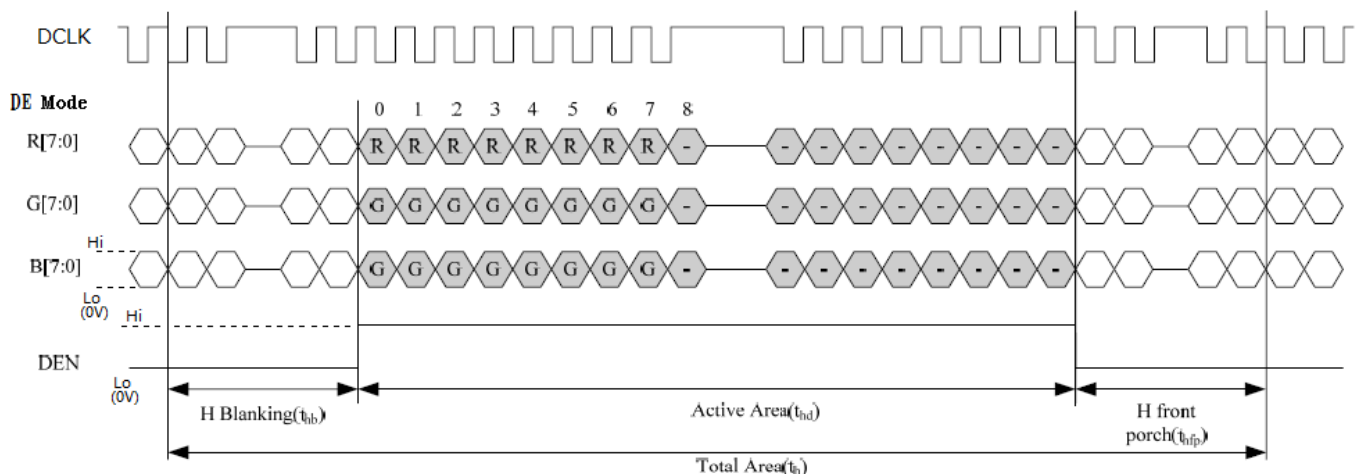 DCLK
DE Mode
0 1 2 3 4 5 6 7 8
R[7:0] R R R R R R R R - - - - - - - - -
G[7:0] G G G G G G G G - - - - - - - - -
Hi
B[7:0] G G G G G G G G - - - - - - - - -
Lo
(0V)
Hi
DEN
Lo
(0V)
H Blanking(thb)
Active Area(thd)
H front
porch(thfp)
Total Area(th)